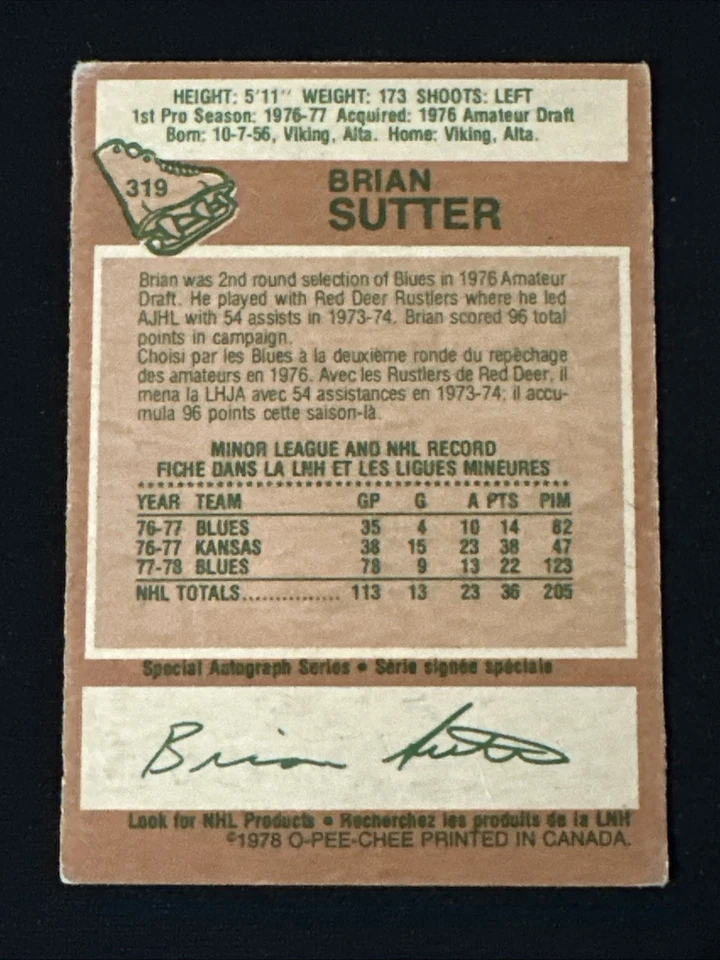 HEIGHT: 5'11" WEIGHT: 173 SHOOTS: LEFT
1st Pro Season: 1976-77 Acquired: 1976 Amateur Draft
Born: 10-7-56, Viking, Alta. Home: Viking, Alta.
319
BRIAN
SUTTER
Brian was 2nd round selection of Blues in 1976 Amateur
Draft. He played with Red Deer Rustlers where he led
AJHL with 54 assists in 1973-74. Brian scored 96 total
points in campaign.
Choisi par les Blues à la deuxième ronde du repêchage
des amateurs en 1976. Avec les Rustlers de Red Deer, il
mena la LHJA avec 54 assistances en 1973-74; il accu-
mula 96 points cette saison-là.
MINOR LEAGUE AND NHL RECORD
FICHE DANS LA LNH ET LES LIGUES MINEURES
YEAR TEAM GP G A PTS PIM
76-77 BLUES 35 4 10 14 82
76-77 KANSAS 38 15 23 38 47
77-78 BLUES 78 9 13 22 123
NHL TOTALS............... 113 13 23 36 205
Special Autograph Series • Série signée spéciale
Brian Sutter
Look for NHL Products • Recherchez les produits de la LNH
©1978 O-PEE-CHEE PRINTED IN CANADA.